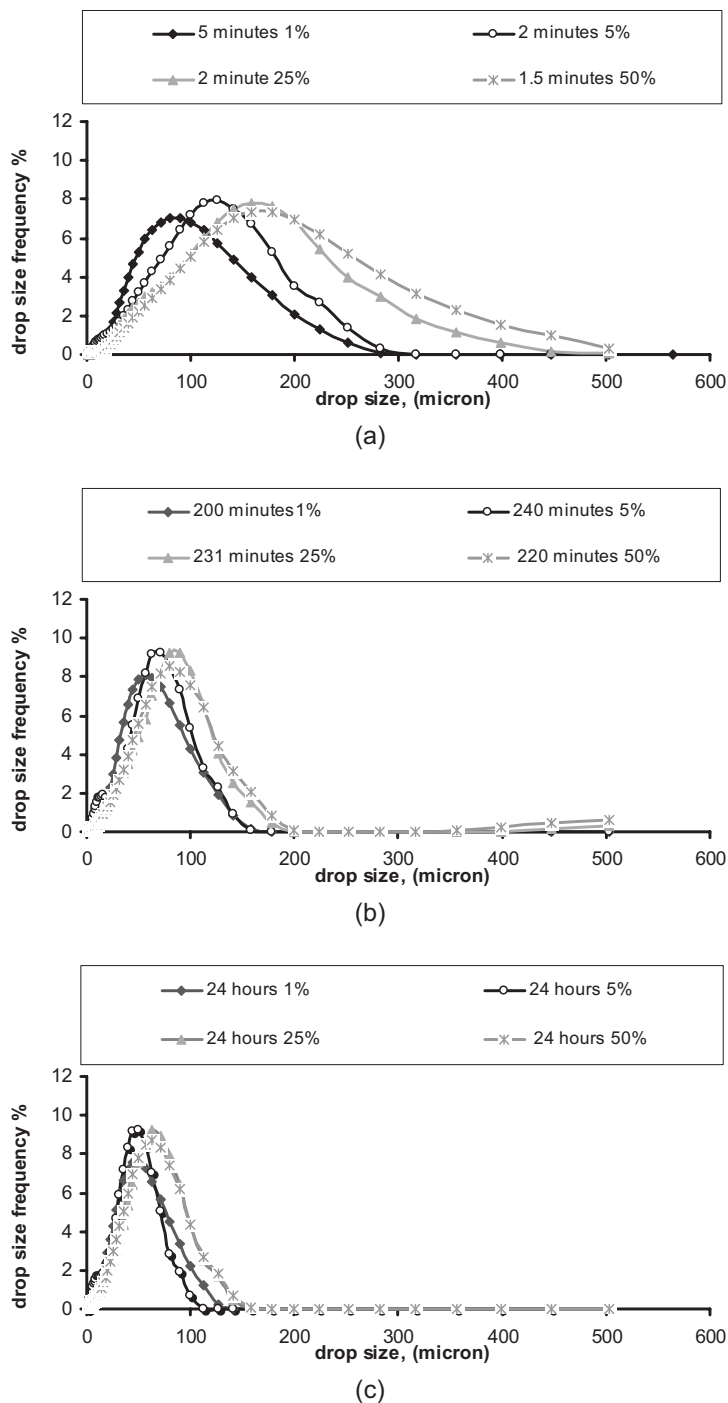 5 minutes 1%
2 minutes 5%
2 minute 25%
1.5 minutes 50%
drop size frequency %
12
10
8
6
4
2
0
0 100 200 300 400 500 600
drop size, (micron)
(a)
200 minutes1%
240 minutes 5%
231 minutes 25%
220 minutes 50%
drop size frequency %
12
10
8
6
4
2
0
0 100 200 300 400 500 600
drop size, (micron)
(b)
24 hours 1%
24 hours 5%
24 hours 25%
24 hours 50%
drop size frequency %
12
10
8
6
4
2
0
0 100 200 300 400 500 600
drop size, (micron)
(c)